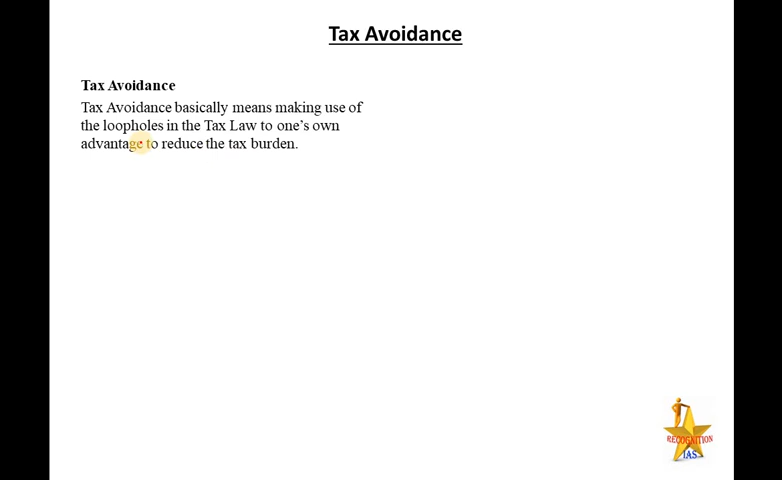 Tax Avoidance
Tax Avoidance
Tax Avoidance basically means making use of
the loopholes in the Tax Law to one’s own
advantage to reduce the tax burden.
RECOGNITION
IAS